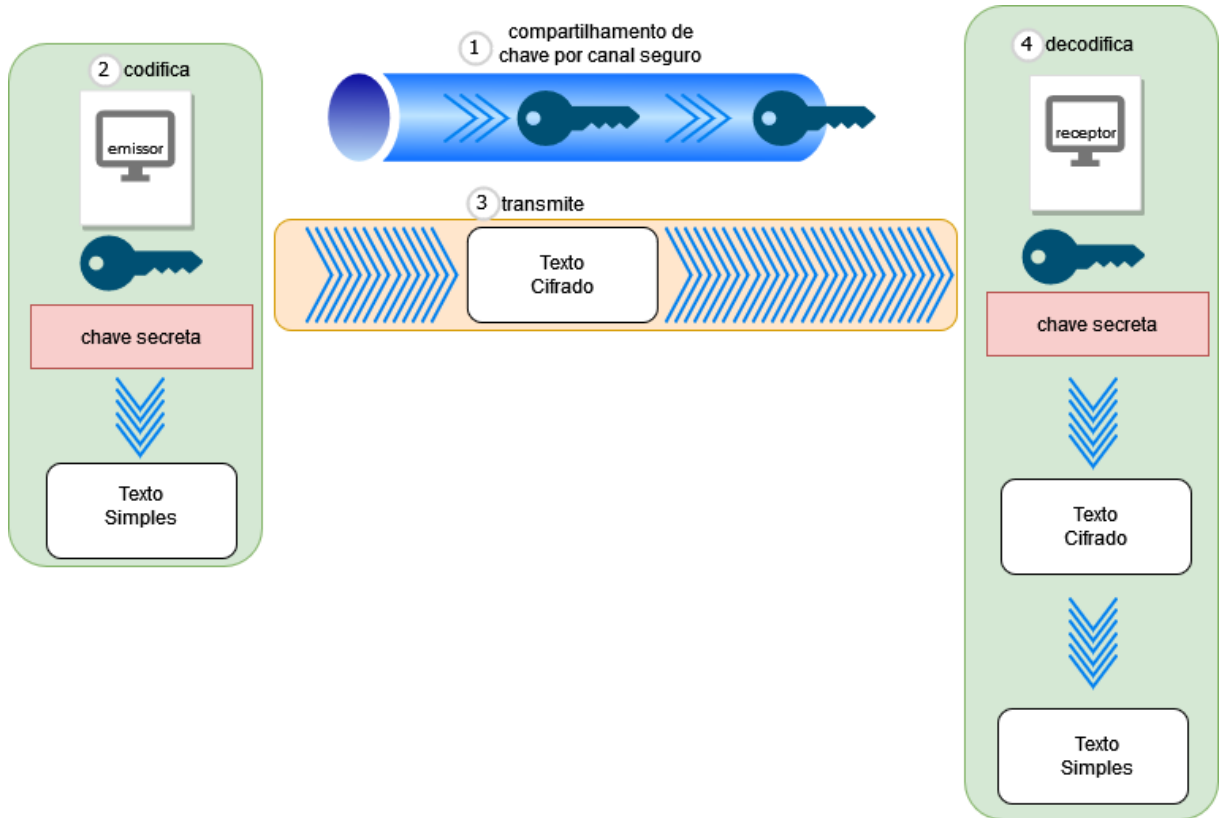 1
compartilhamento de
chave por canal seguro
2 codifica
emissor
chave secreta
Texto
Simples
3 transmite
Texto
Cifrado
4 decodifica
receptor
chave secreta
Texto
Cifrado
Texto
Simples